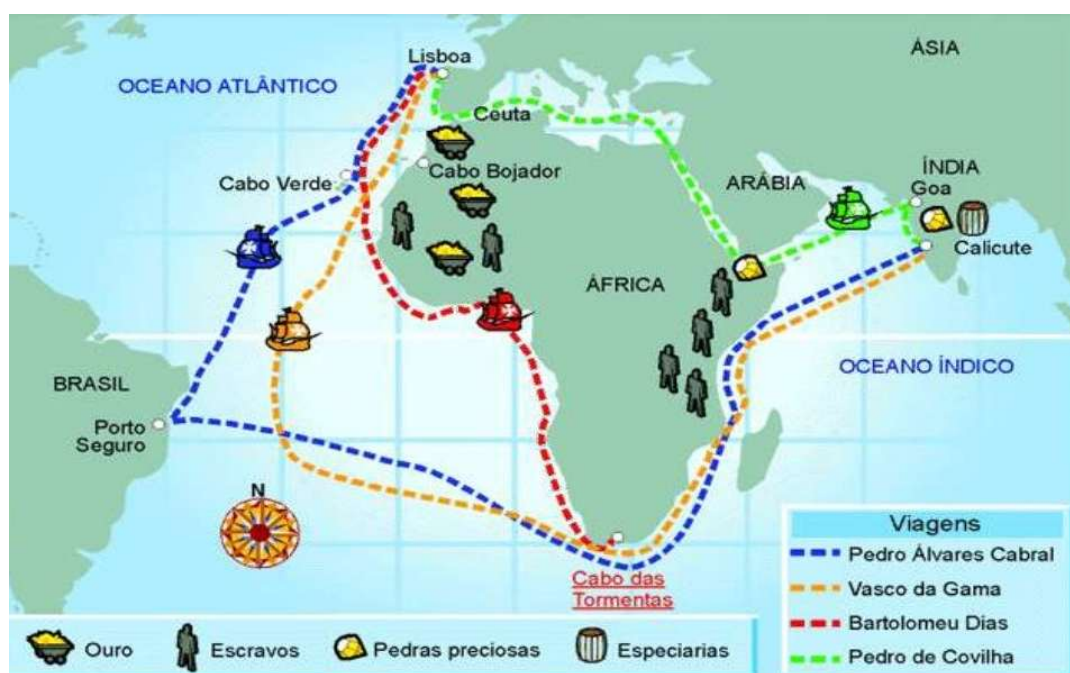 Lisboa
ÁSIA
OCEANO ATLÂNTICO
Ceuta
Cabo Bojador
Cabo Verde
ARÁBIA
ÍNDIA
Goa
Calicute
ÁFRICA
OCEANO ÍNDICO
BRASIL
Porto
Seguro
N
Cabo das
Tormentas
Viagens
Pedro Álvares Cabral
Vasco da Gama
Bartolomeu Dias
Pedro de Covilha
Ouro
Escravos
Pedras preciosas
Especiarias